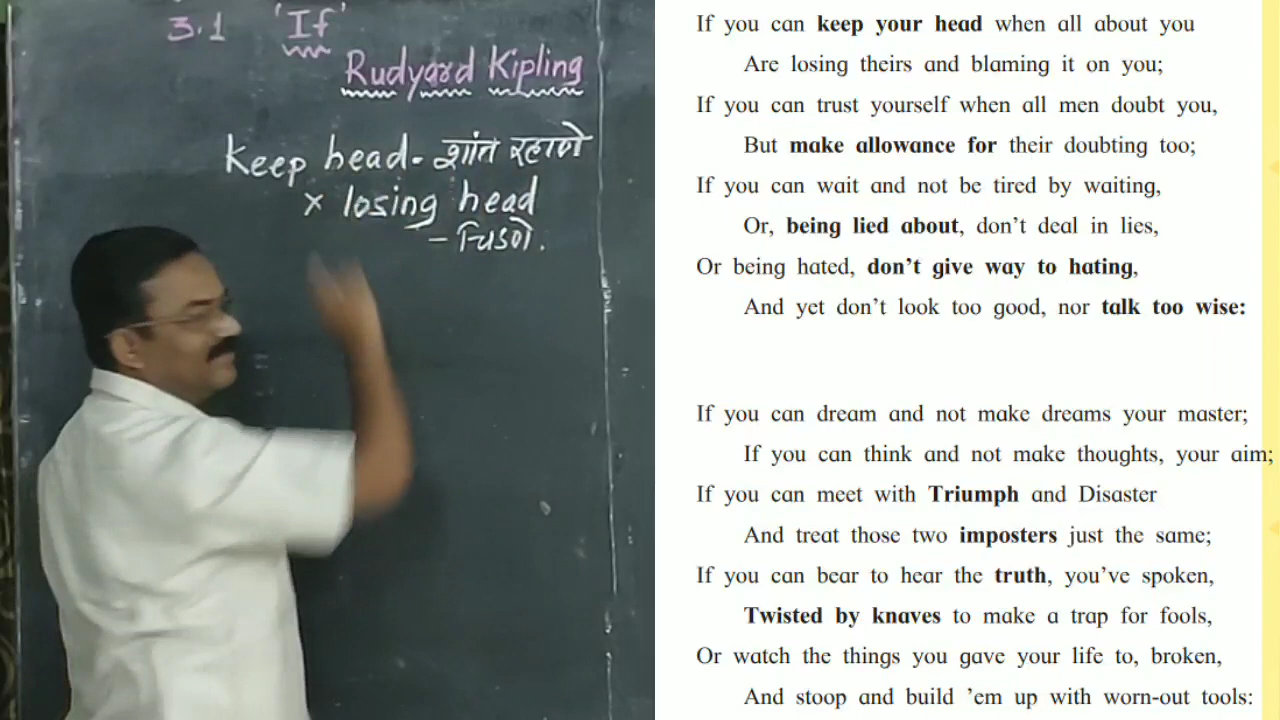 3.1 'If'
Rudyard Kipling
Keep head - शांत रहाणे
x losing head
- चिडणे.
If you can keep your head when all about you
Are losing theirs and blaming it on you;
If you can trust yourself when all men doubt you,
But make allowance for their doubting too;
If you can wait and not be tired by waiting,
Or, being lied about, don't deal in lies,
Or being hated, don't give way to hating,
And yet don't look too good, nor talk too wise:
If you can dream and not make dreams your master;
If you can think and not make thoughts, your aim;
If you can meet with Triumph and Disaster
And treat those two imposters just the same;
If you can bear to hear the truth, you've spoken,
Twisted by knaves to make a trap for fools,
Or watch the things you gave your life to, broken,
And stoop and build 'em up with worn-out tools: